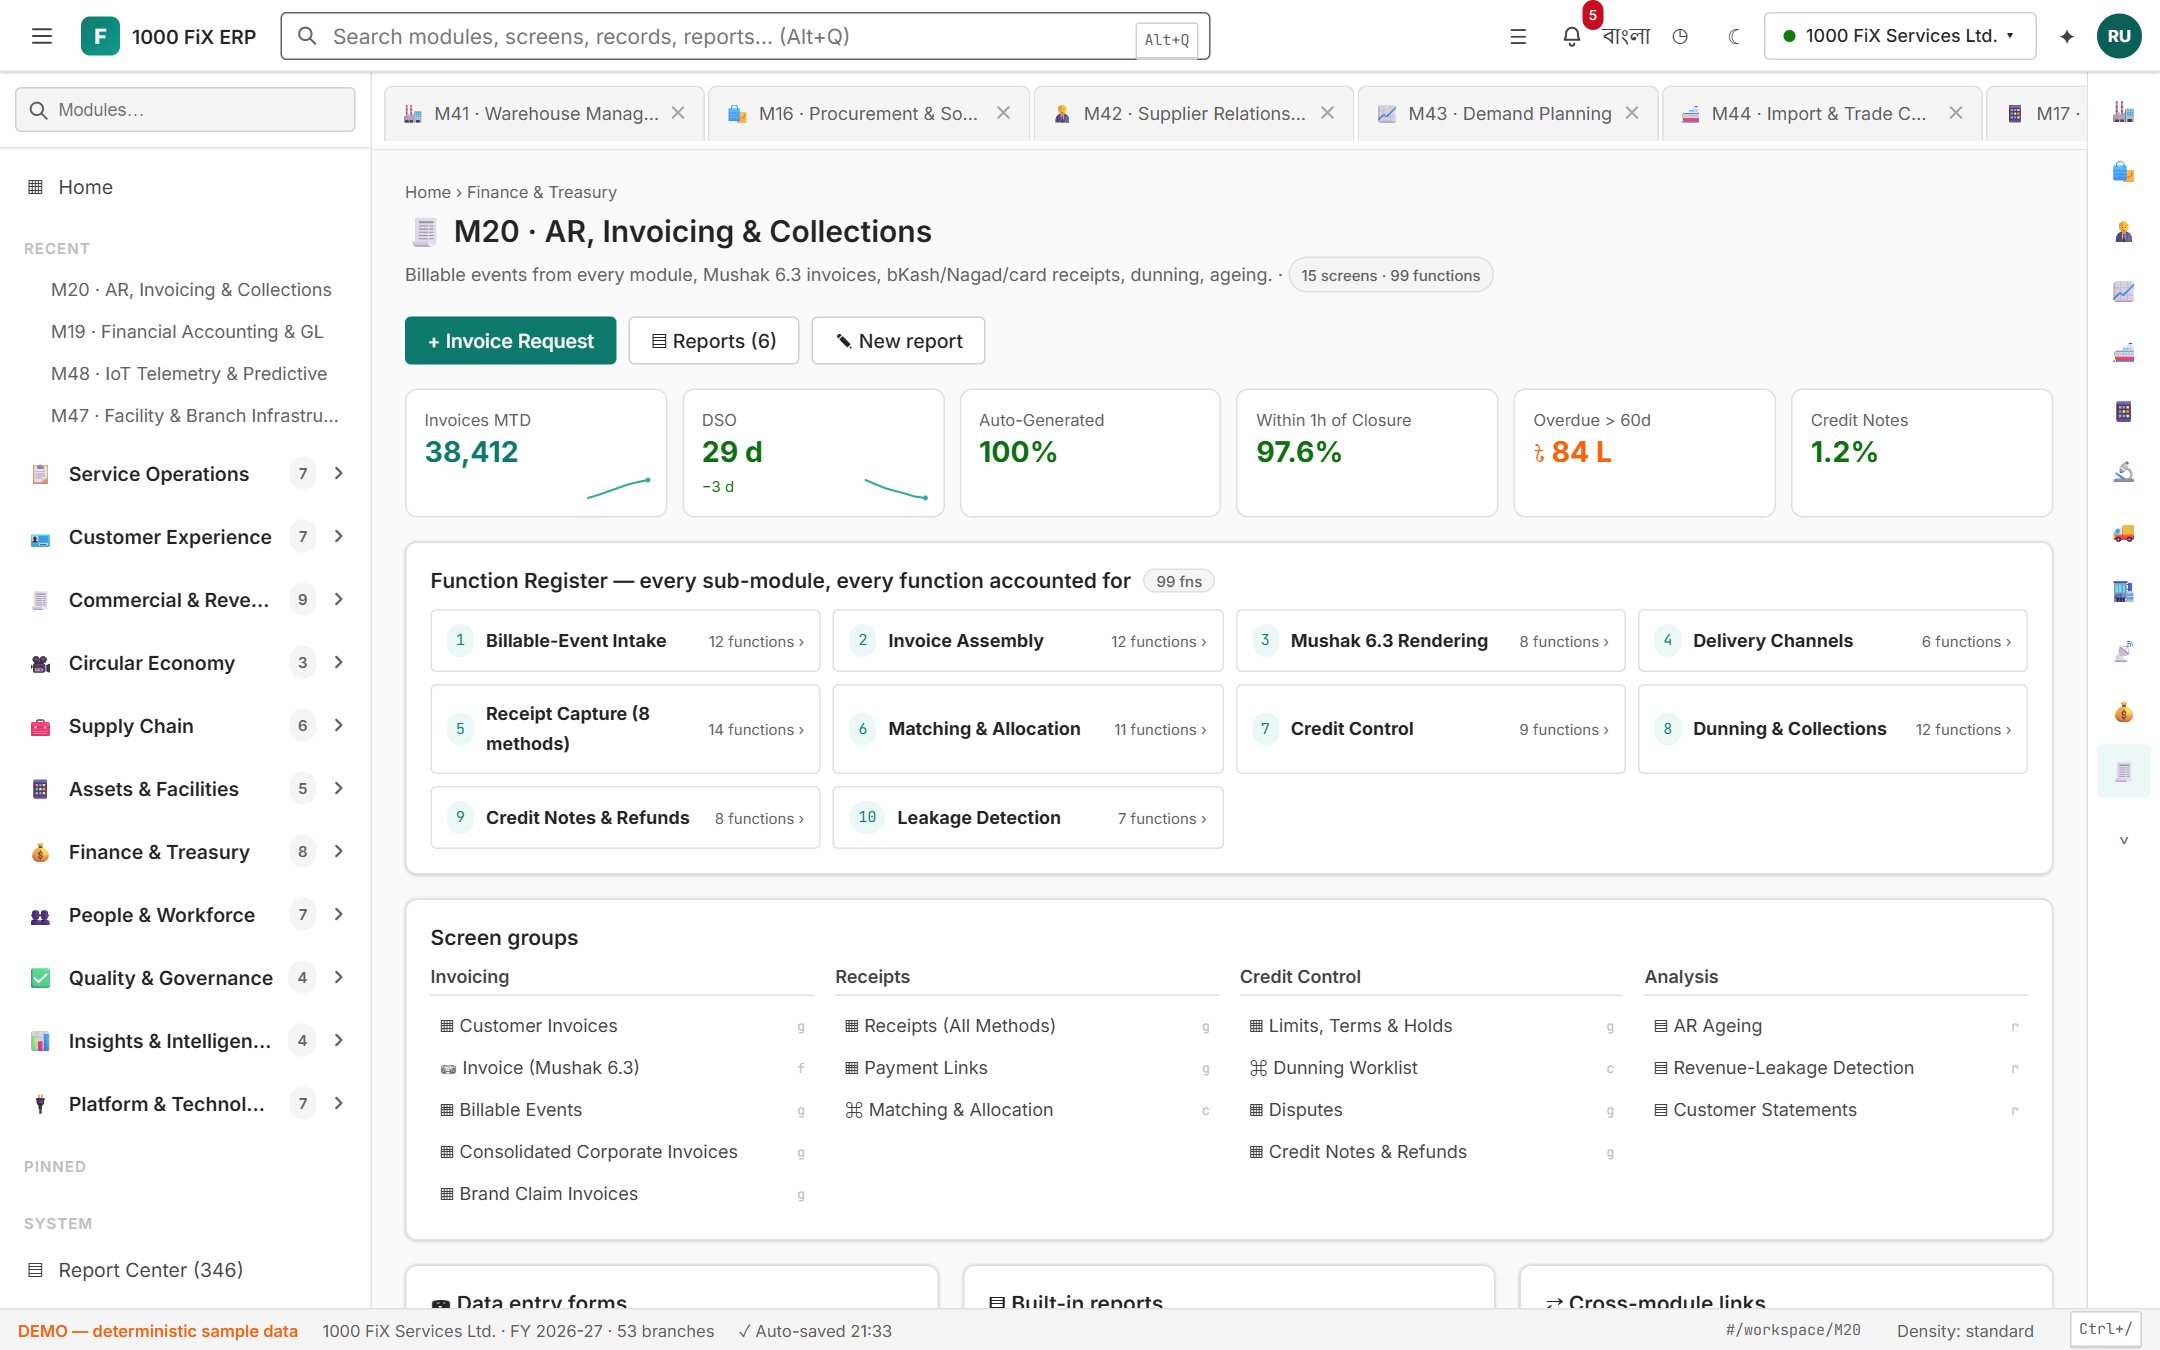 F 1000 FiX ERP
Search modules, screens, records, reports... (Alt+Q) Alt+Q
5
বাংলা
1000 FiX Services Ltd.
RU
Modules...
Home
RECENT
M20 · AR, Invoicing & Collections
M19 · Financial Accounting & GL
M48 · IoT Telemetry & Predictive
M47 · Facility & Branch Infrastru...
Service Operations 7
Customer Experience 7
Commercial & Reve... 9
Circular Economy 3
Supply Chain 6
Assets & Facilities 5
Finance & Treasury 8
People & Workforce 7
Quality & Governance 4
Insights & Intelligen... 4
Platform & Technol... 7
PINNED
SYSTEM
Report Center (346)
M41 · Warehouse Manag...
M16 · Procurement & So...
M42 · Supplier Relations...
M43 · Demand Planning
M44 · Import & Trade C...
M17 ·
Home › Finance & Treasury
M20 · AR, Invoicing & Collections
Billable events from every module, Mushak 6.3 invoices, bKash/Nagad/card receipts, dunning, ageing. · 15 screens · 99 functions
+ Invoice Request
Reports (6)
New report
Invoices MTD
38,412
DSO
29 d
−3 d
Auto-Generated
100%
Within 1h of Closure
97.6%
Overdue > 60d
৳ 84 L
Credit Notes
1.2%
Function Register — every sub-module, every function accounted for 99 fns
1 Billable-Event Intake 12 functions ›
2 Invoice Assembly 12 functions ›
3 Mushak 6.3 Rendering 8 functions ›
4 Delivery Channels 6 functions ›
5 Receipt Capture (8 methods) 14 functions ›
6 Matching & Allocation 11 functions ›
7 Credit Control 9 functions ›
8 Dunning & Collections 12 functions ›
9 Credit Notes & Refunds 8 functions ›
10 Leakage Detection 7 functions ›
Screen groups
Invoicing
Customer Invoices g
Invoice (Mushak 6.3) f
Billable Events g
Consolidated Corporate Invoices g
Brand Claim Invoices g
Receipts
Receipts (All Methods) g
Payment Links g
Matching & Allocation c
Credit Control
Limits, Terms & Holds g
Dunning Worklist c
Disputes g
Credit Notes & Refunds g
Analysis
AR Ageing r
Revenue-Leakage Detection r
Customer Statements r
Data entry forms
Built-in reports
Cross-module links
DEMO — deterministic sample data
1000 FiX Services Ltd. · FY 2026-27 · 53 branches
✓ Auto-saved 21:33
#/workspace/M20
Density: standard
Ctrl+/